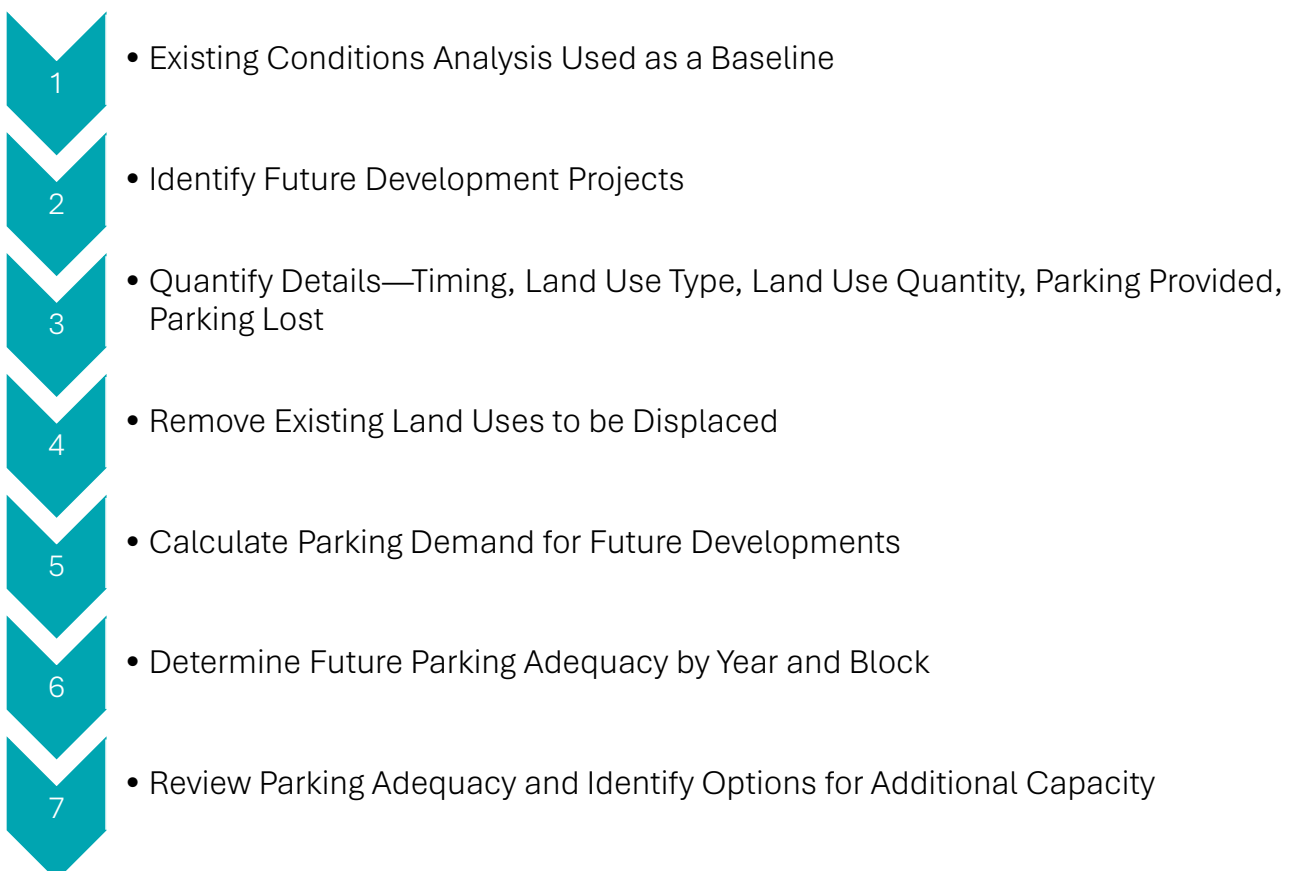 1
• Existing Conditions Analysis Used as a Baseline
2
• Identify Future Development Projects
3
• Quantify Details—Timing, Land Use Type, Land Use Quantity, Parking Provided,
Parking Lost
4
• Remove Existing Land Uses to be Displaced
5
• Calculate Parking Demand for Future Developments
6
• Determine Future Parking Adequacy by Year and Block
7
• Review Parking Adequacy and Identify Options for Additional Capacity